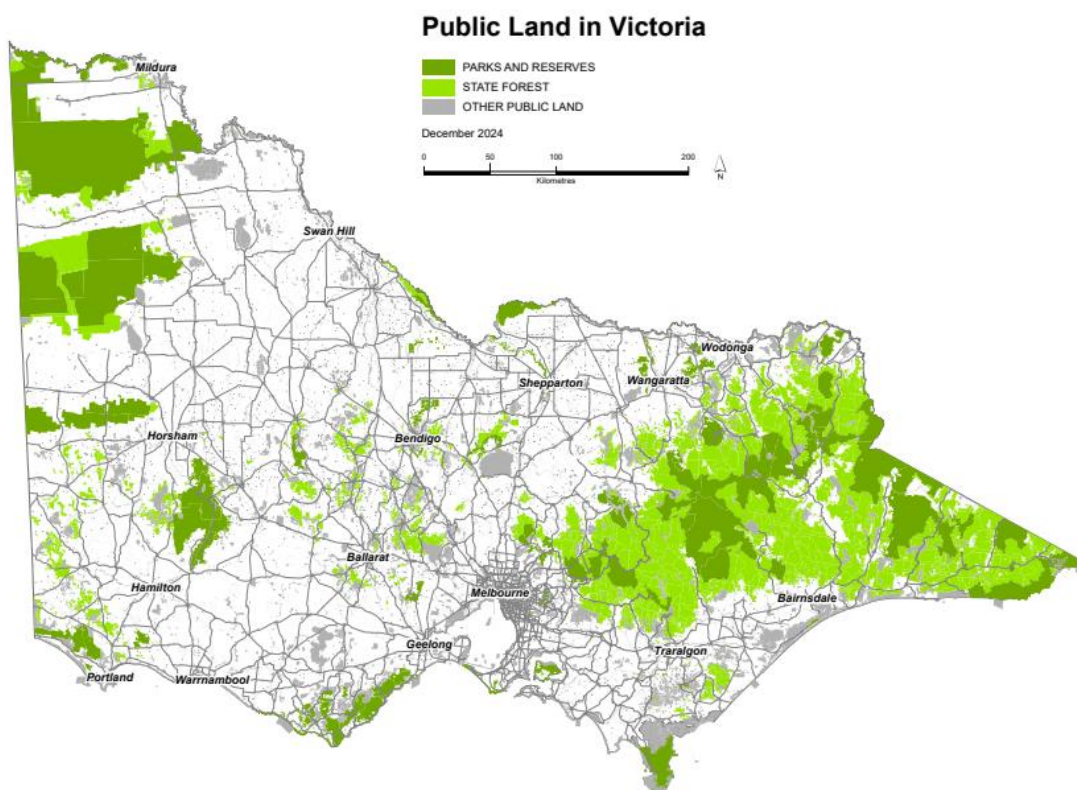 Public Land in Victoria
PARKS AND RESERVES
STATE FOREST
OTHER PUBLIC LAND
December 2024
0 50 100 200
Kilometres
N
Mildura
Swan Hill
Wodonga
Shepparton
Wangaratta
Horsham
Bendigo
Ballarat
Hamilton
Melbourne
Bairnsdale
Geelong
Traralgon
Portland
Warrnambool